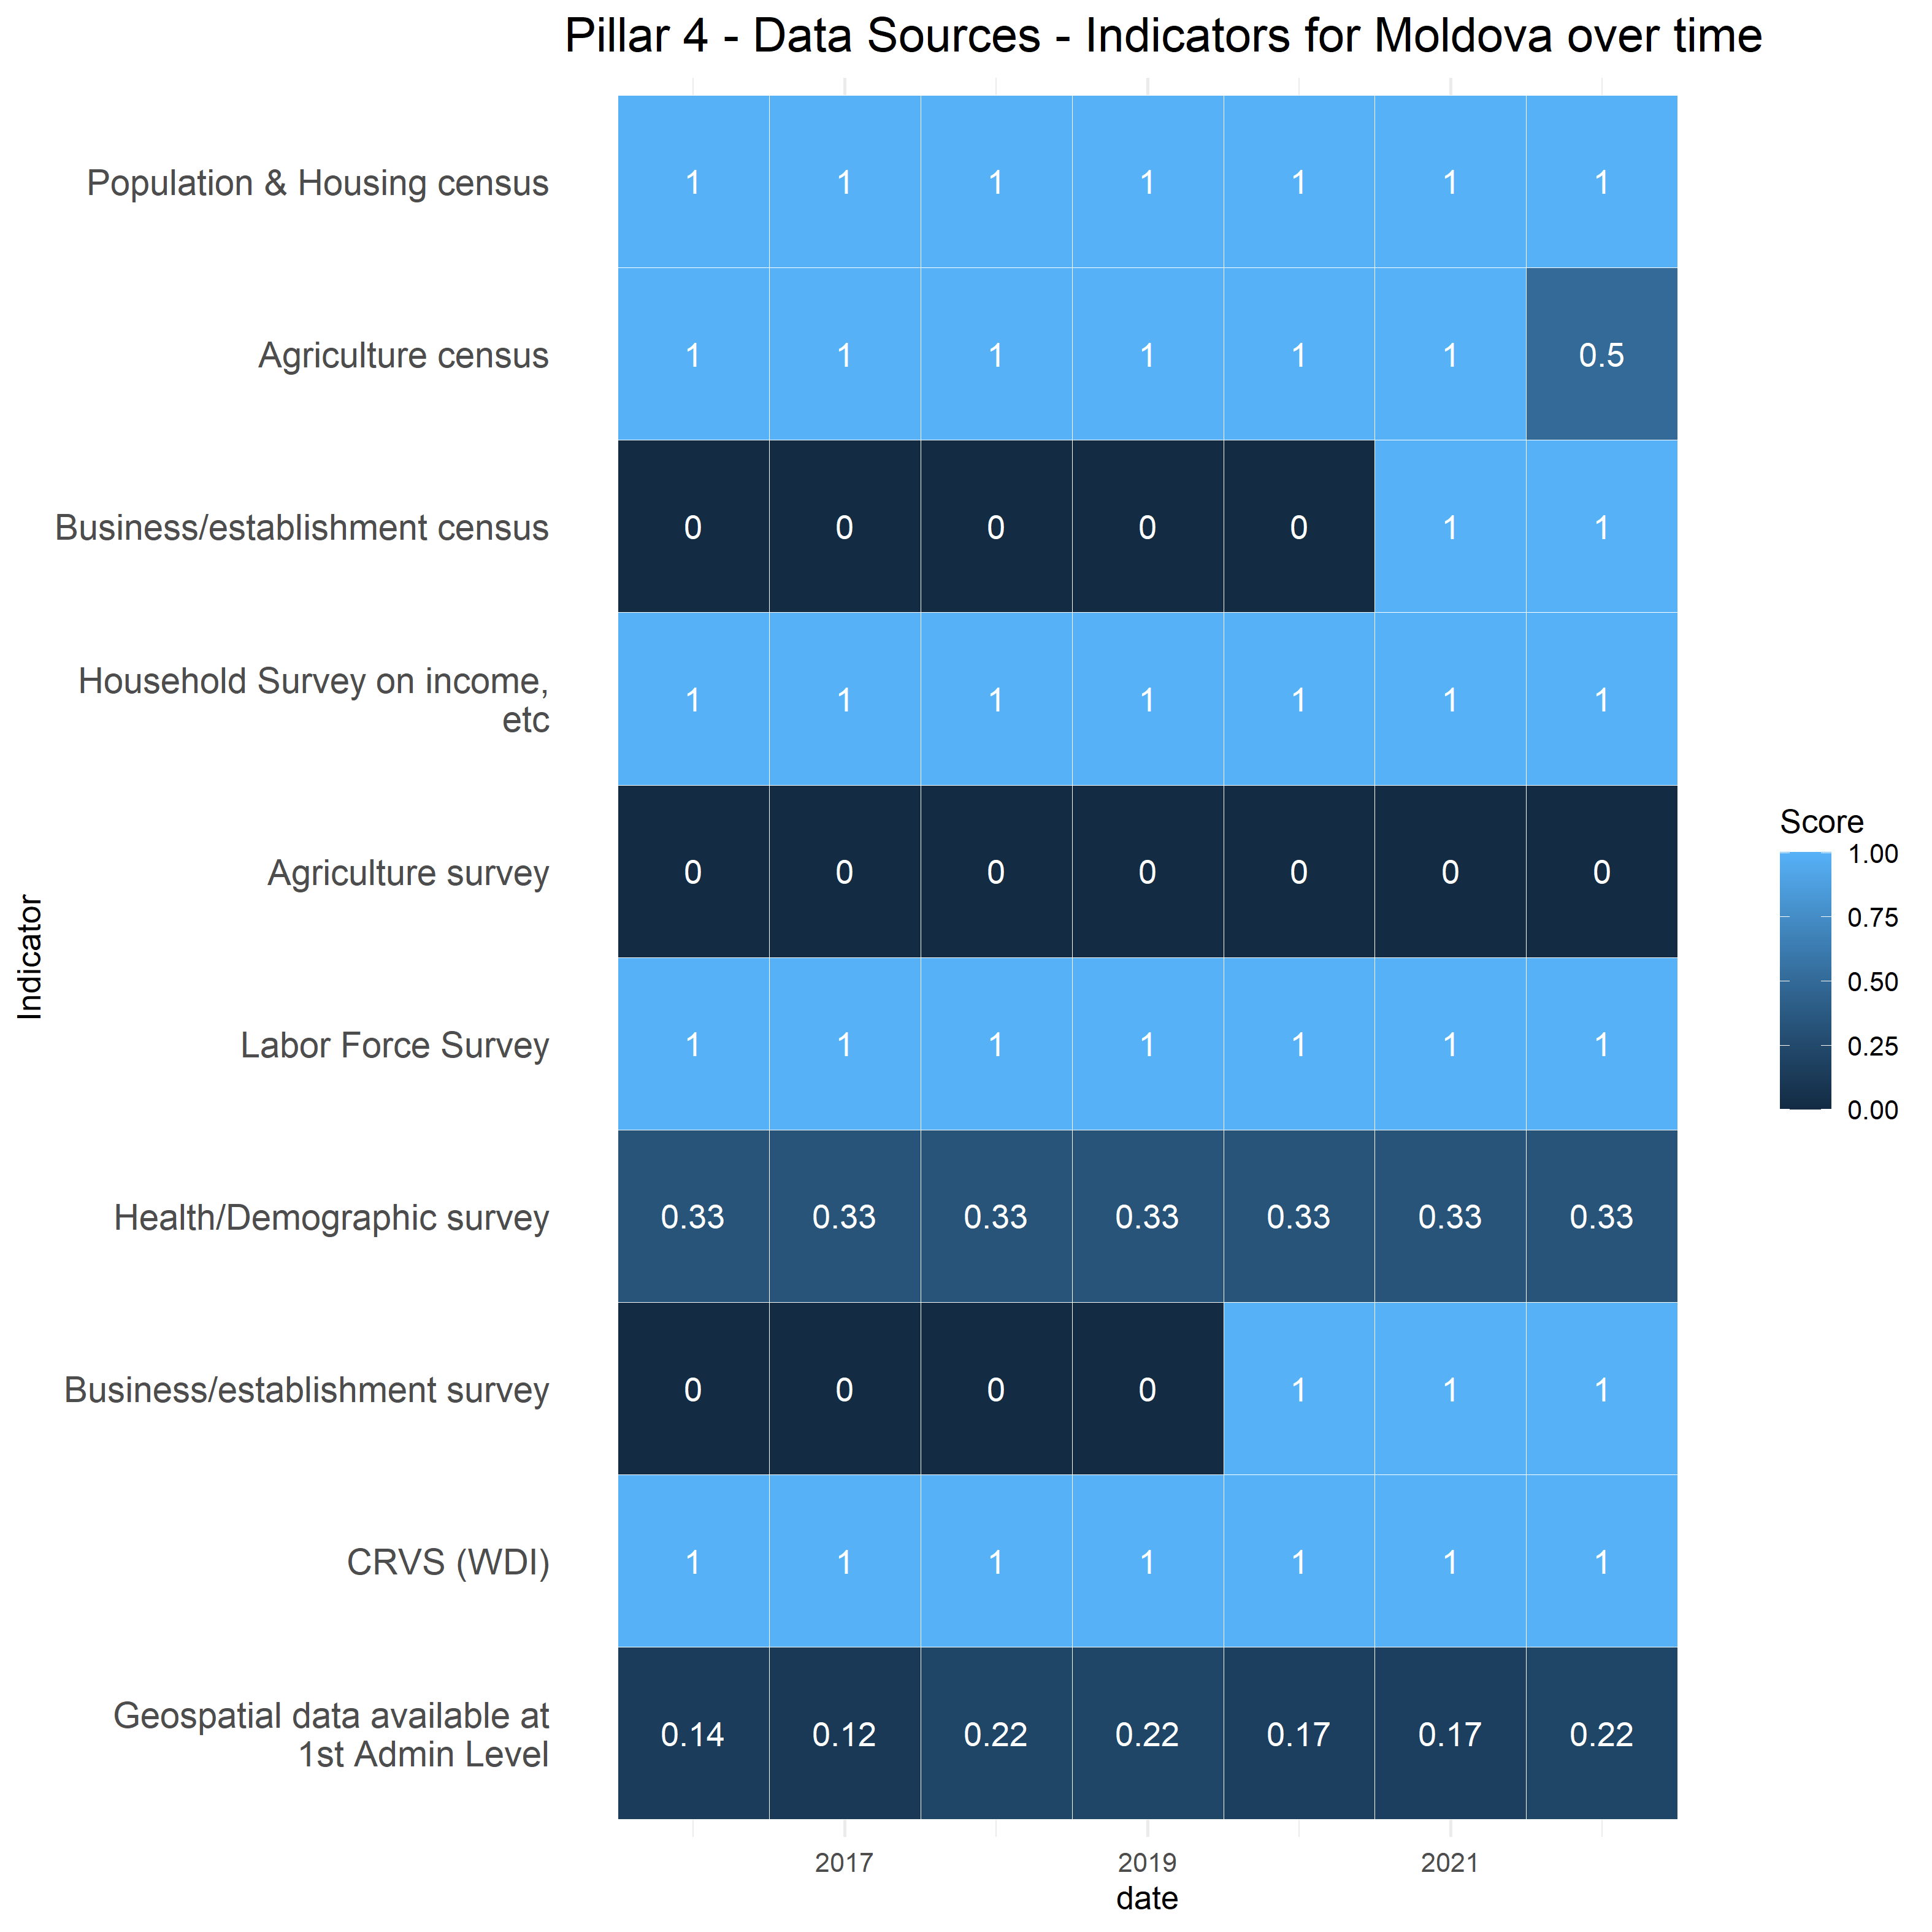 Pillar 4 - Data Sources - Indicators for Moldova over time
Population & Housing census
1 1 1 1 1 1 1
Agriculture census
1 1 1 1 1 1 0.5
Business/establishment census
0 0 0 0 0 1 1
Household Survey on income,
etc
1 1 1 1 1 1 1
Agriculture survey
0 0 0 0 0 0 0
Labor Force Survey
1 1 1 1 1 1 1
Health/Demographic survey
0.33 0.33 0.33 0.33 0.33 0.33 0.33
Business/establishment survey
0 0 0 0 1 1 1
CRVS (WDI)
1 1 1 1 1 1 1
Geospatial data available at
1st Admin Level
0.14 0.12 0.22 0.22 0.17 0.17 0.22
Indicator
2017 2019 2021
date
Score
1.00
0.75
0.50
0.25
0.00